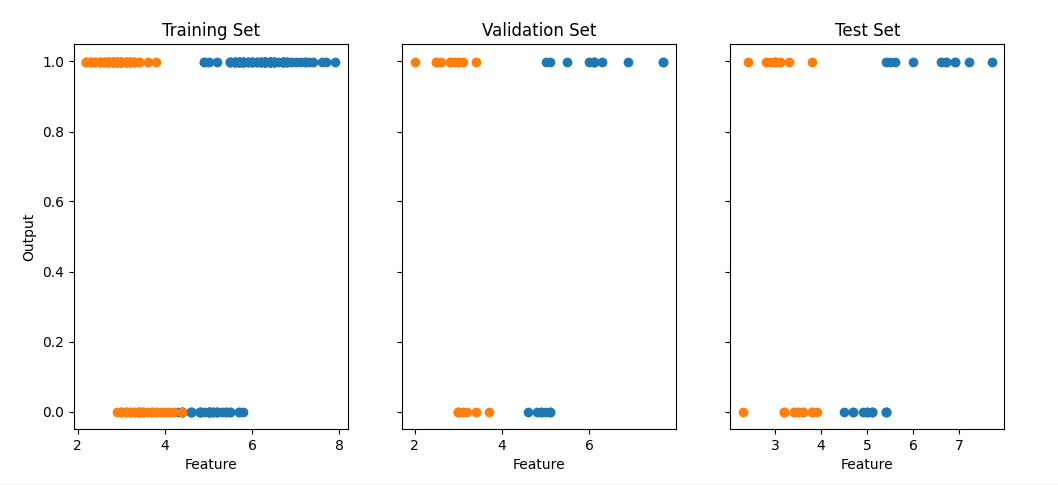 Training Set
Validation Set
Test Set
Output
1.0
0.8
0.6
0.4
0.2
0.0
2 4 6 8
2 4 6
3 4 5 6 7
Feature
Feature
Feature